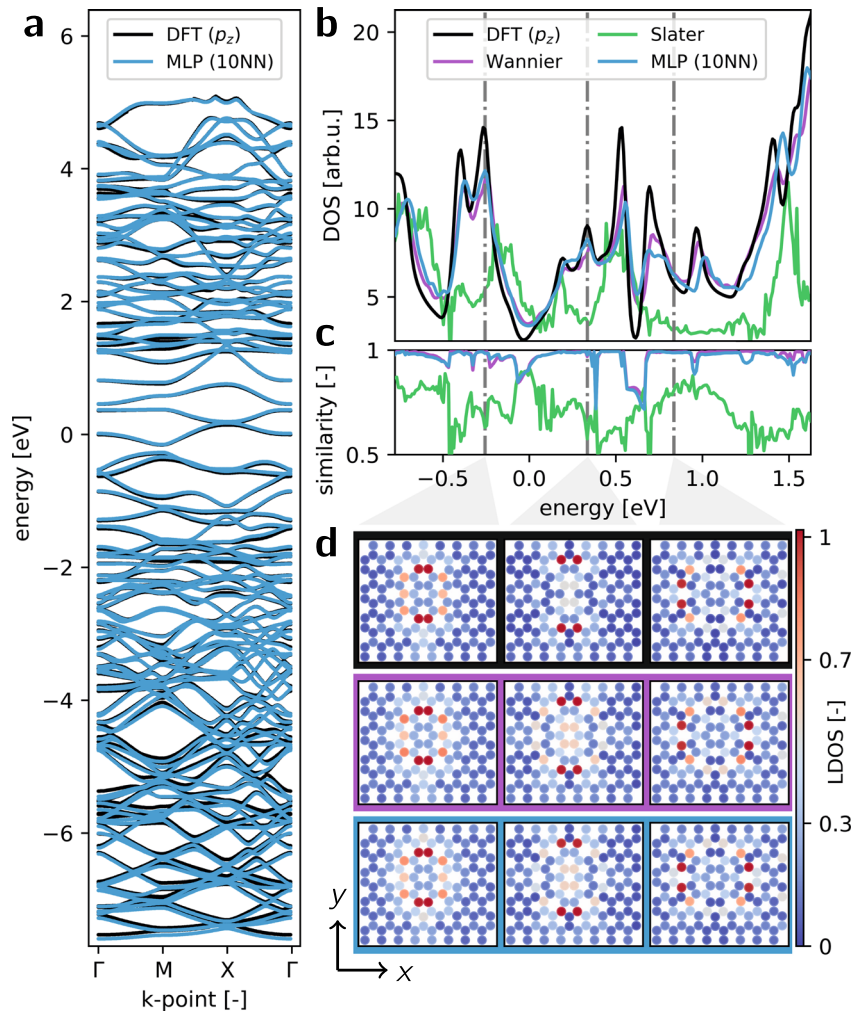 a
6
4
2
0
−2
−4
−6
energy [eV]
DFT (p_z)
MLP (10NN)
Γ
M
X
Γ
k-point [-]
b
20
15
10
5
DOS [arb.u.]
DFT (p_z)
Wannier
Slater
MLP (10NN)
c
1
0.5
similarity [-]
−0.5
0.0
0.5
1.0
1.5
energy [eV]
d
1
0.7
0.3
0
LDOS [-]
y
x